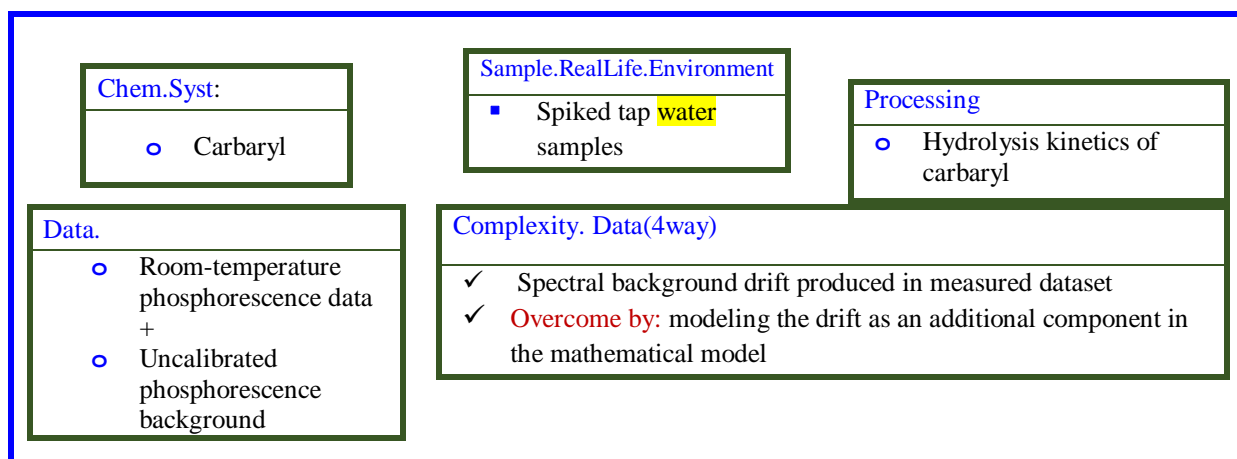 Chem.Syst:
o Carbaryl
Sample.RealLife.Environment
▪ Spiked tap water
samples
Processing
o Hydrolysis kinetics of
carbaryl
Data.
o Room-temperature
phosphorescence data
+
o Uncalibrated
phosphorescence
background
Complexity. Data(4way)
✓ Spectral background drift produced in measured dataset
✓ Overcome by: modeling the drift as an additional component in
the mathematical model